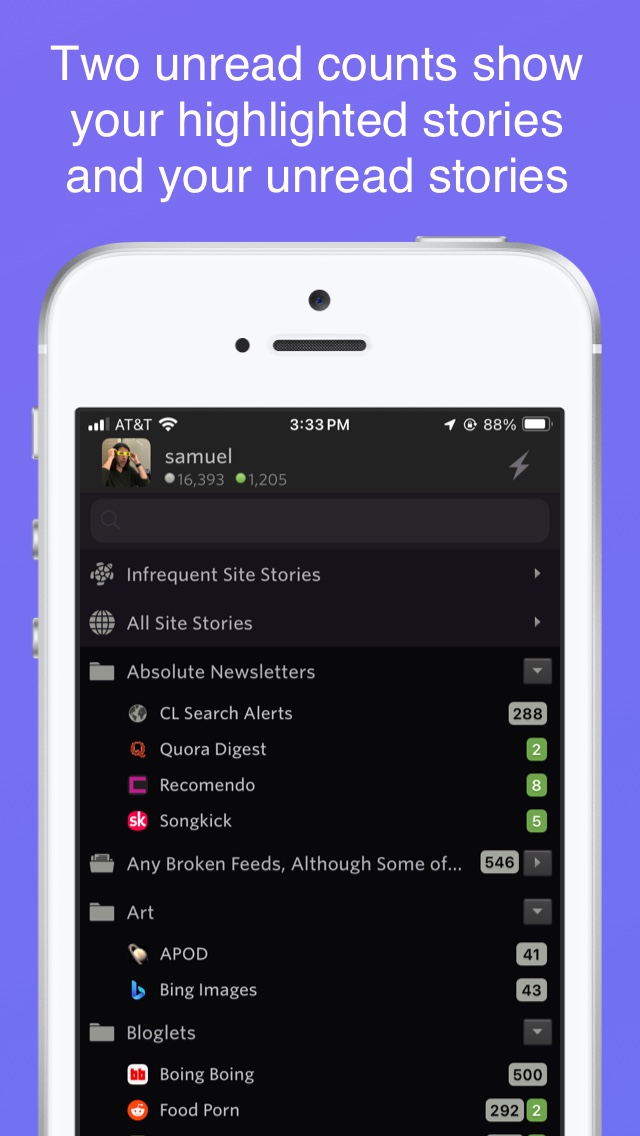 Two unread counts show
your highlighted stories
and your unread stories
AT&T 3:33 PM 88%
samuel
16,393 1,205
Infrequent Site Stories
All Site Stories
Absolute Newsletters
CL Search Alerts 288
Quora Digest 2
Recomendo 8
sk Songkick 5
Any Broken Feeds, Although Some of... 546
Art
APOD 41
Bing Images 43
Bloglets
bb Boing Boing 500
Food Porn 292 2